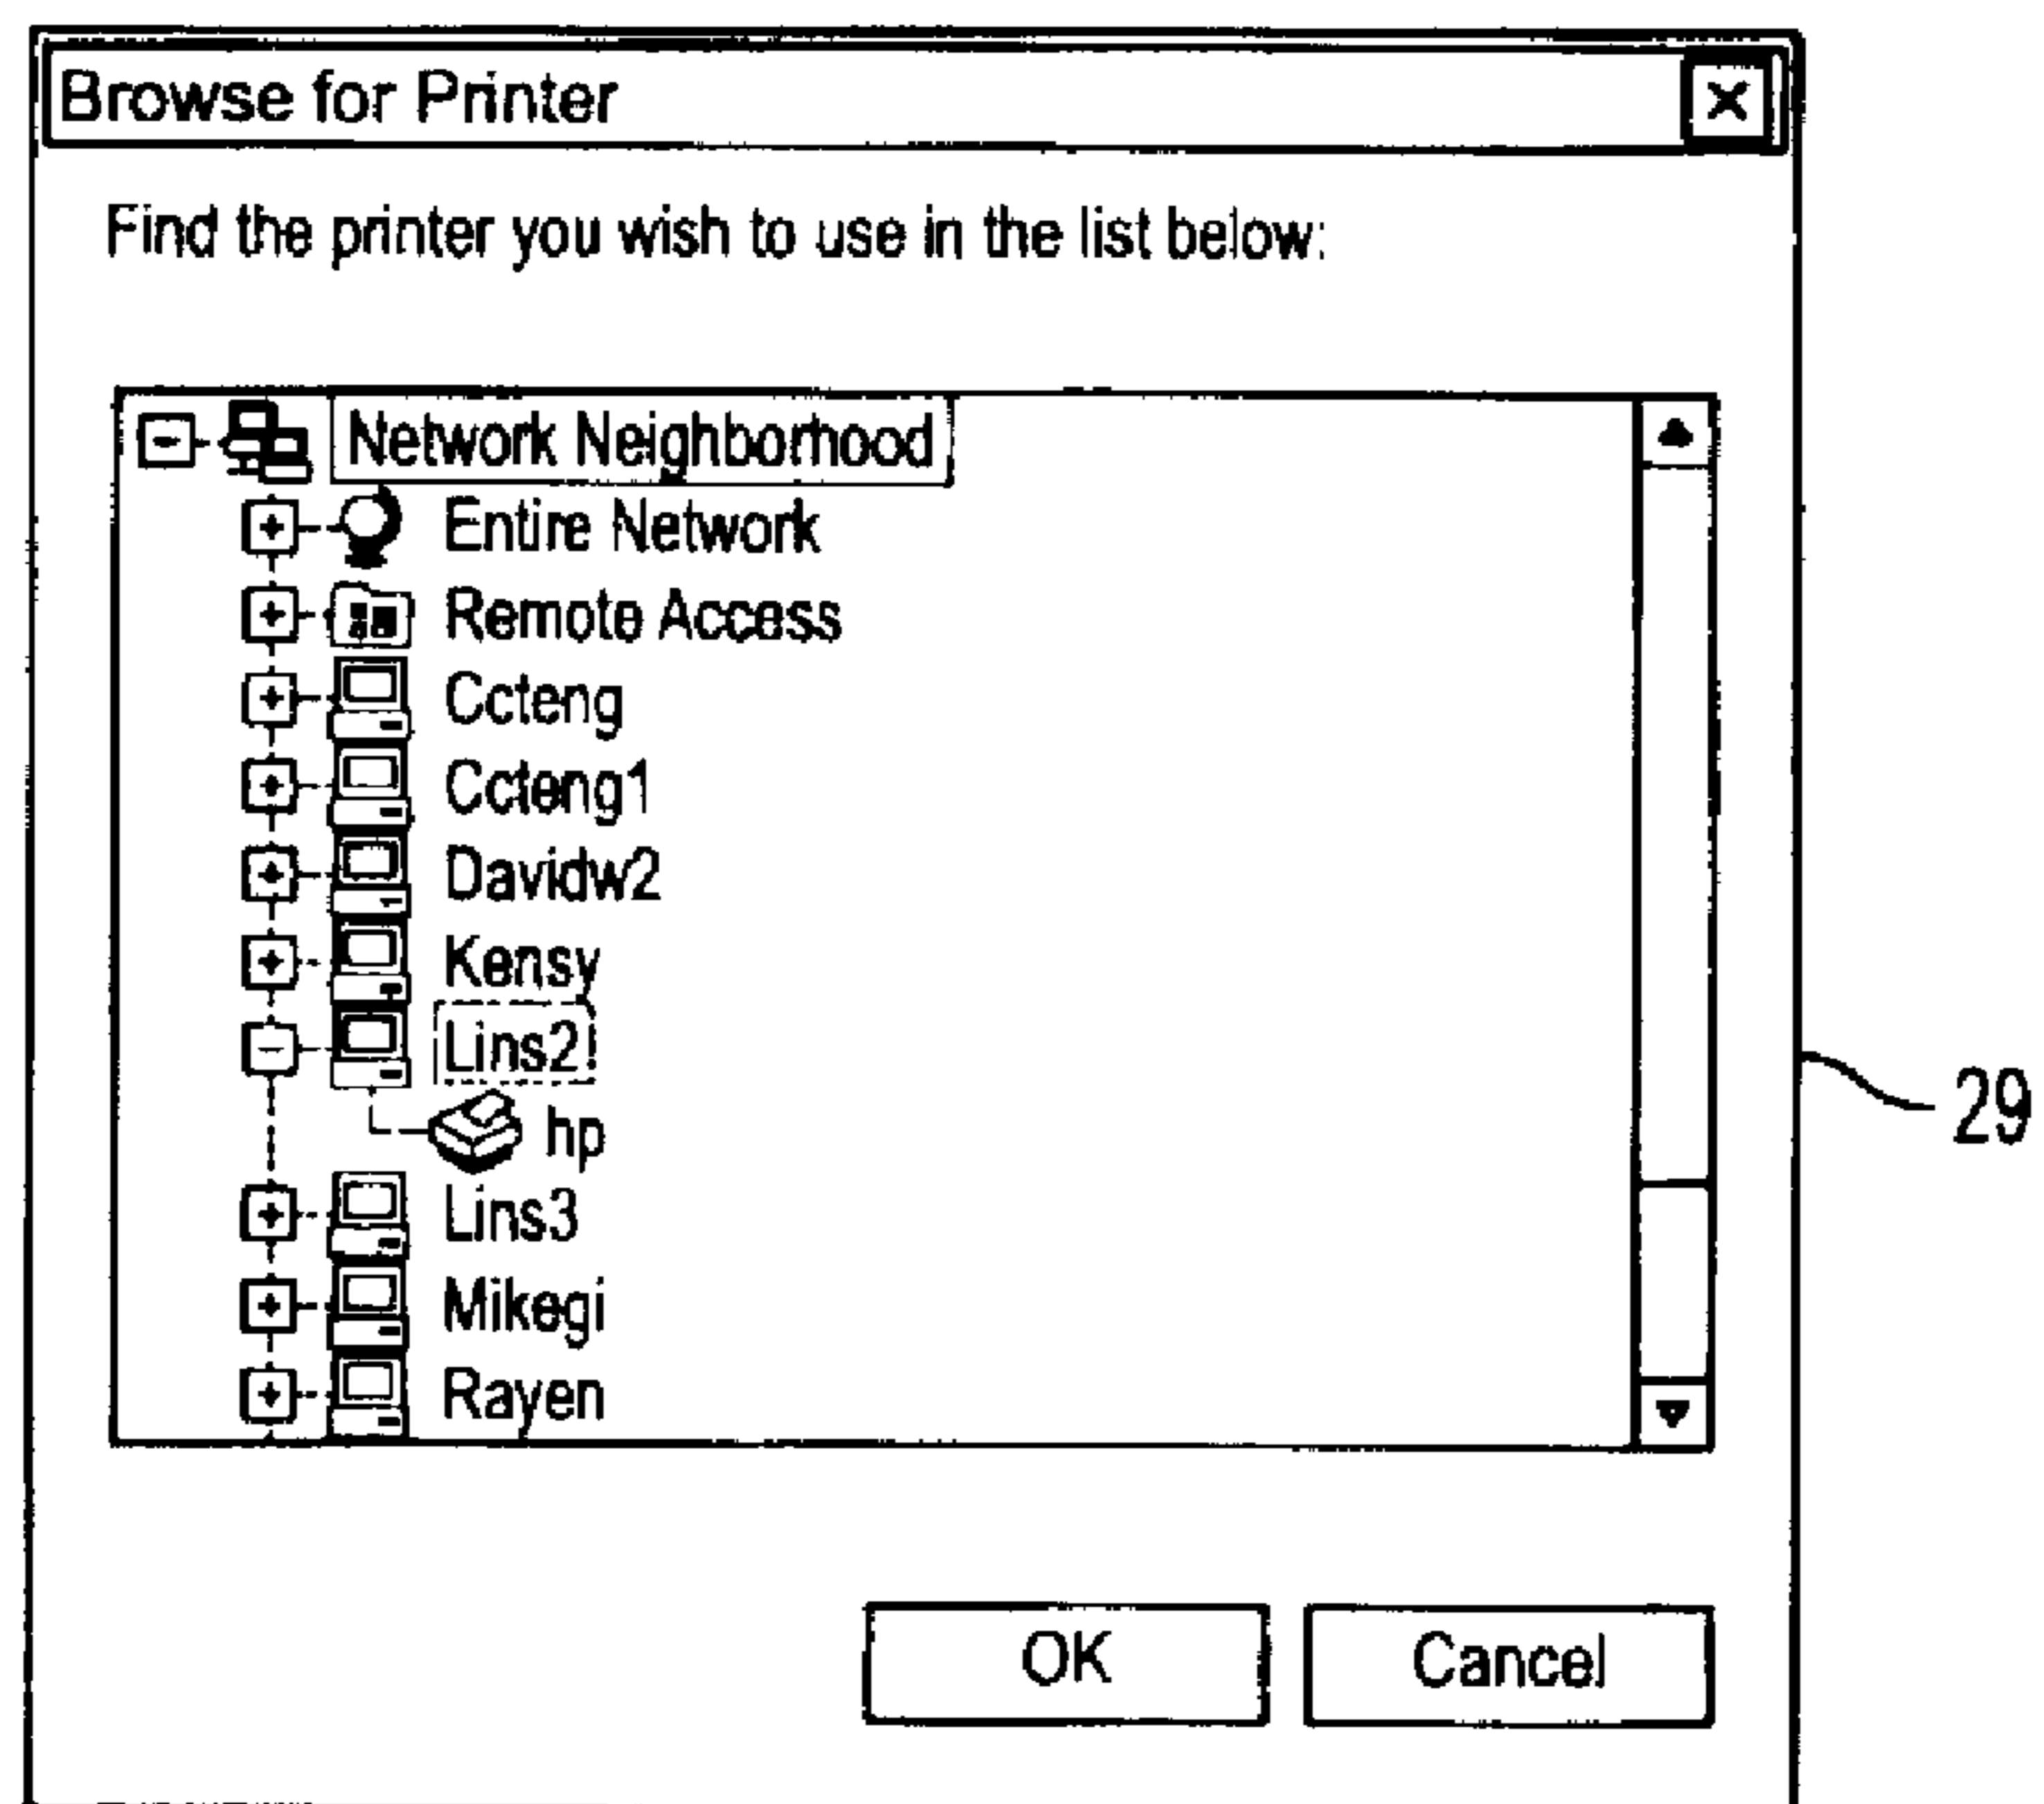 Browse for Printer
Find the printer you wish to use in the list below:
Network Neighborhood
Entire Network
Remote Access
Ccteng
Ccteng1
Davidw2
Kensy
Lins2
hp
29
Lins3
Mikegi
Rayen
OK
Cancel